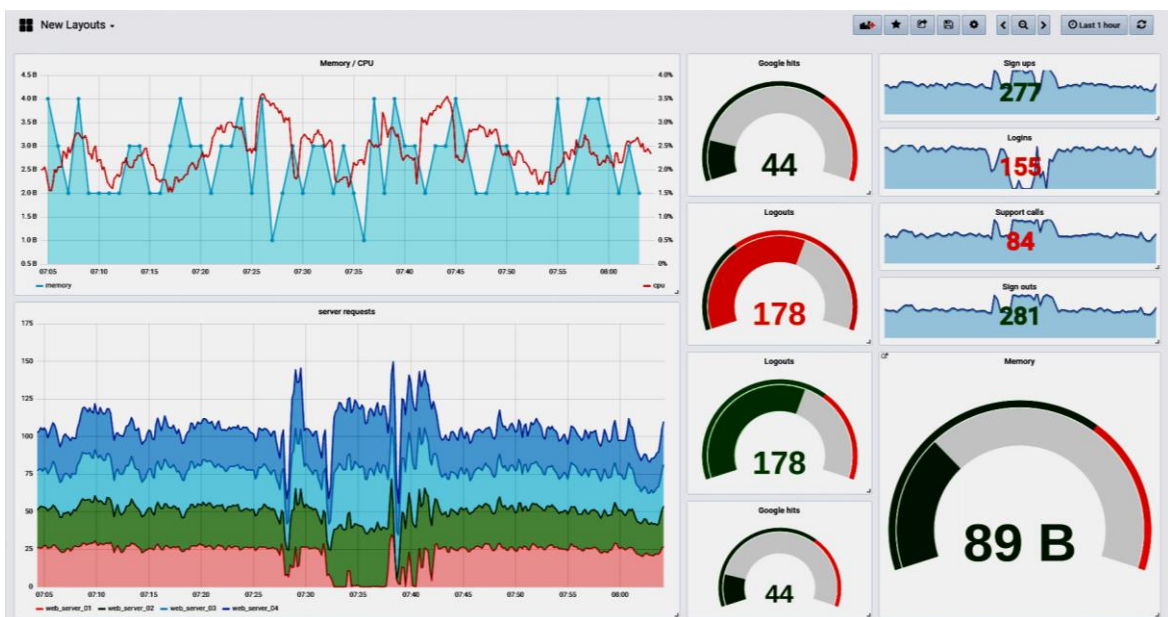 New Layouts
Last 1 hour
Memory / CPU
4.5 B
4.0 B
3.5 B
3.0 B
2.5 B
2.0 B
1.5 B
1.0 B
0.5 B
4.0%
3.5%
3.0%
2.5%
2.0%
1.5%
1.0%
0.5%
0%
07:05 07:10 07:15 07:20 07:25 07:30 07:35 07:40 07:45 07:50 07:55 08:00
memory cpu
server requests
175
150
125
100
75
50
25
0
07:05 07:10 07:15 07:20 07:25 07:30 07:35 07:40 07:45 07:50 07:55 08:00
web_server_01 web_server_02 web_server_03 web_server_04
Google hits
44
Logouts
178
Logouts
178
Google hits
44
Sign ups
277
Logins
155
Support calls
84
Sign outs
281
Memory
89 B